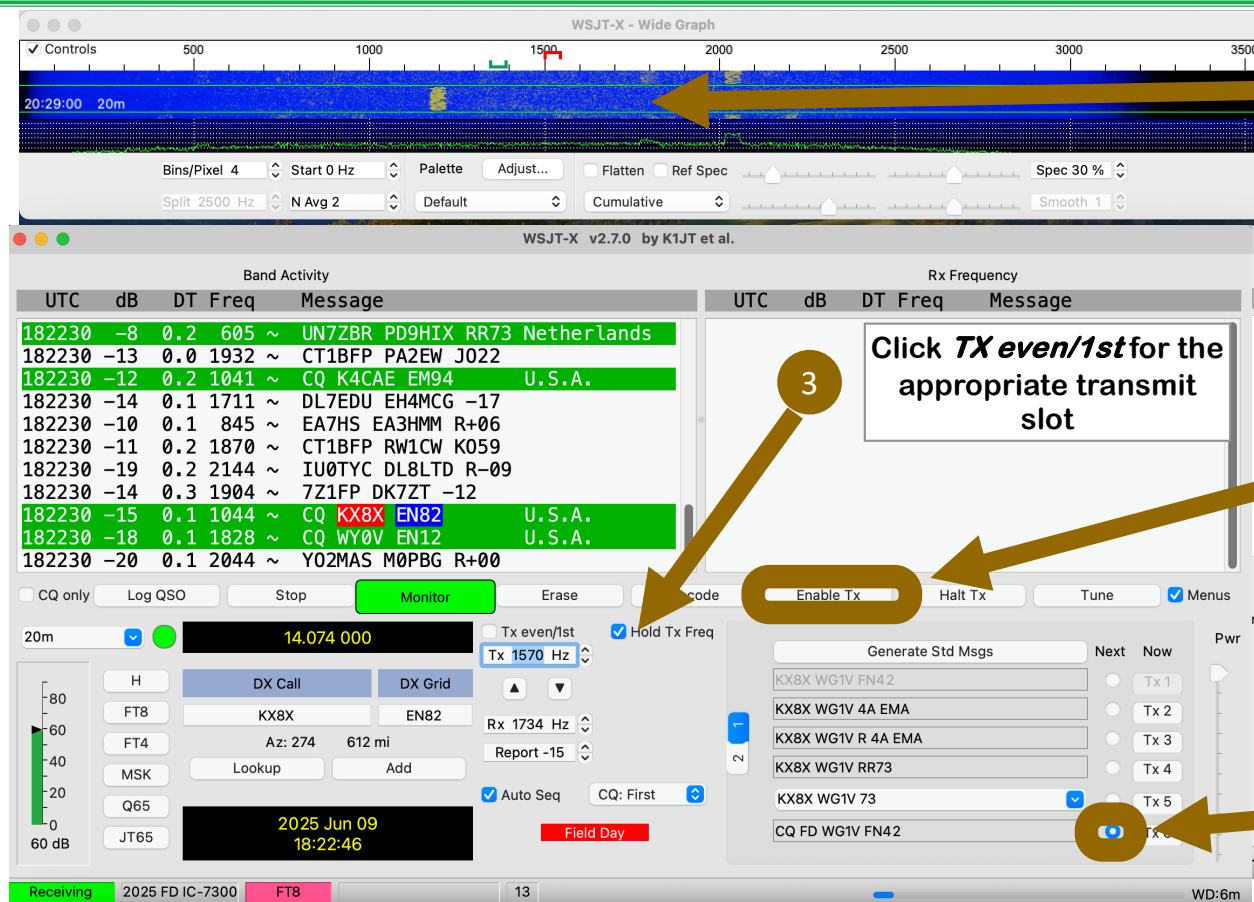 WSJT-X - Wide Graph
Controls 500 1000 1500 2000 2500 3000 3500
20:29:00 20m
Bins/Pixel 4 Start 0 Hz Palette Adjust... Flatten Ref Spec Spec 30 %
Split 2500 Hz N Avg 2 Default Cumulative Smooth 1
WSJT-X v2.7.0 by K1JT et al.
Band Activity Rx Frequency
UTC dB DT Freq Message UTC dB DT Freq Message
182230 -8 0.2 605 ~ UN7ZBR PD9HIX RR73 Netherlands
182230 -13 0.0 1932 ~ CT1BFP PA2EW JO22
182230 -12 0.2 1041 ~ CQ K4CAE EM94 U.S.A.
182230 -14 0.1 1711 ~ DL7EDU EH4MCG -17
182230 -10 0.1 845 ~ EA7HS EA3HMM R+06
182230 -11 0.2 1870 ~ CT1BFP RW1CW KO59
182230 -19 0.2 2144 ~ IU0TYC DL8LTD R-09
182230 -14 0.3 1904 ~ 7Z1FP DK7ZT -12
182230 -15 0.1 1044 ~ CQ KX8X EN82 U.S.A.
182230 -18 0.1 1828 ~ CQ WY0V EN12 U.S.A.
182230 -20 0.1 2044 ~ YO2MAS M0PBG R+00
3
Click TX even/1st for the
appropriate transmit
slot
CQ only Log QSO Stop Monitor Erase Enable Tx Halt Tx Tune Menus
20m 14.074 000 Tx even/1st Hold Tx Freq
Tx 1570 Hz
Generate Std Msgs Next Now Pwr
H DX Call DX Grid KX8X WG1V FN42 Tx 1
FT8 KX8X EN82 Rx 1734 Hz KX8X WG1V 4A EMA Tx 2
FT4 Az: 274 612 mi Report -15 1 KX8X WG1V R 4A EMA Tx 3
MSK Lookup Add 2 KX8X WG1V RR73 Tx 4
Q65 Auto Seq CQ: First KX8X WG1V 73 Tx 5
JT65 2025 Jun 09 Field Day CQ FD WG1V FN42
18:22:46
80
60
40
20
0
60 dB
Receiving 2025 FD IC-7300 FT8 13 WD:6m